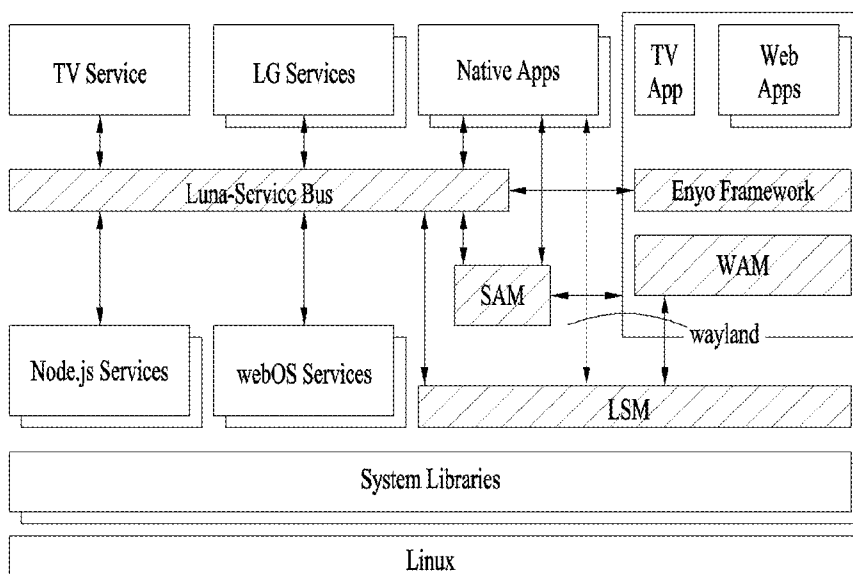 TV Service
LG Services
Native Apps
TV
App
Web
Apps
Luna-Service Bus
Enyo Framework
WAM
SAM
wayland
Node.js Services
webOS Services
LSM
System Libraries
Linux